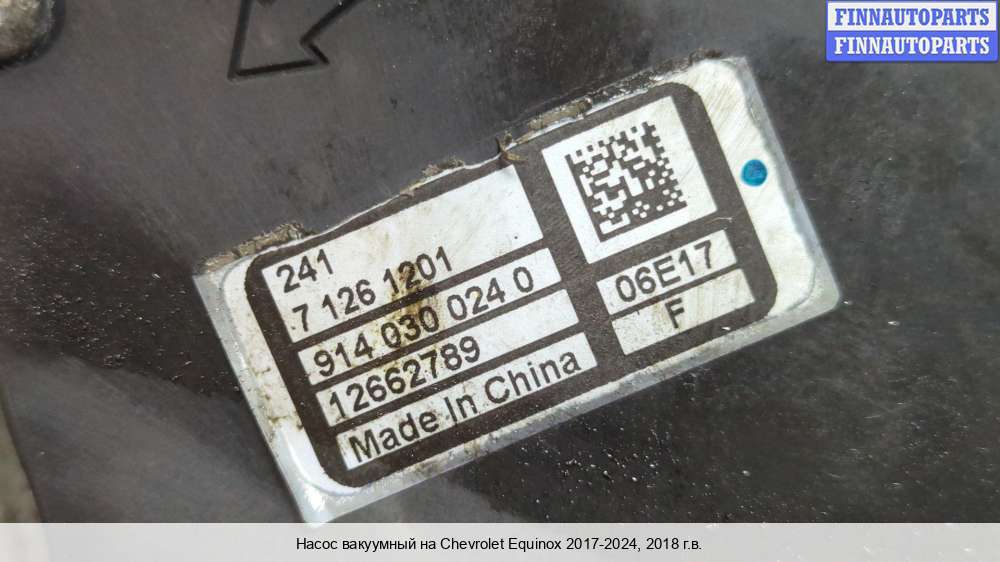 FINNAUTOPARTS
FINNAUTOPARTS
241
7 126 1201
914 030 024 0
12662789
Made In China
06E17
F
Насос вакуумный на Chevrolet Equinox 2017-2024, 2018 г.в.